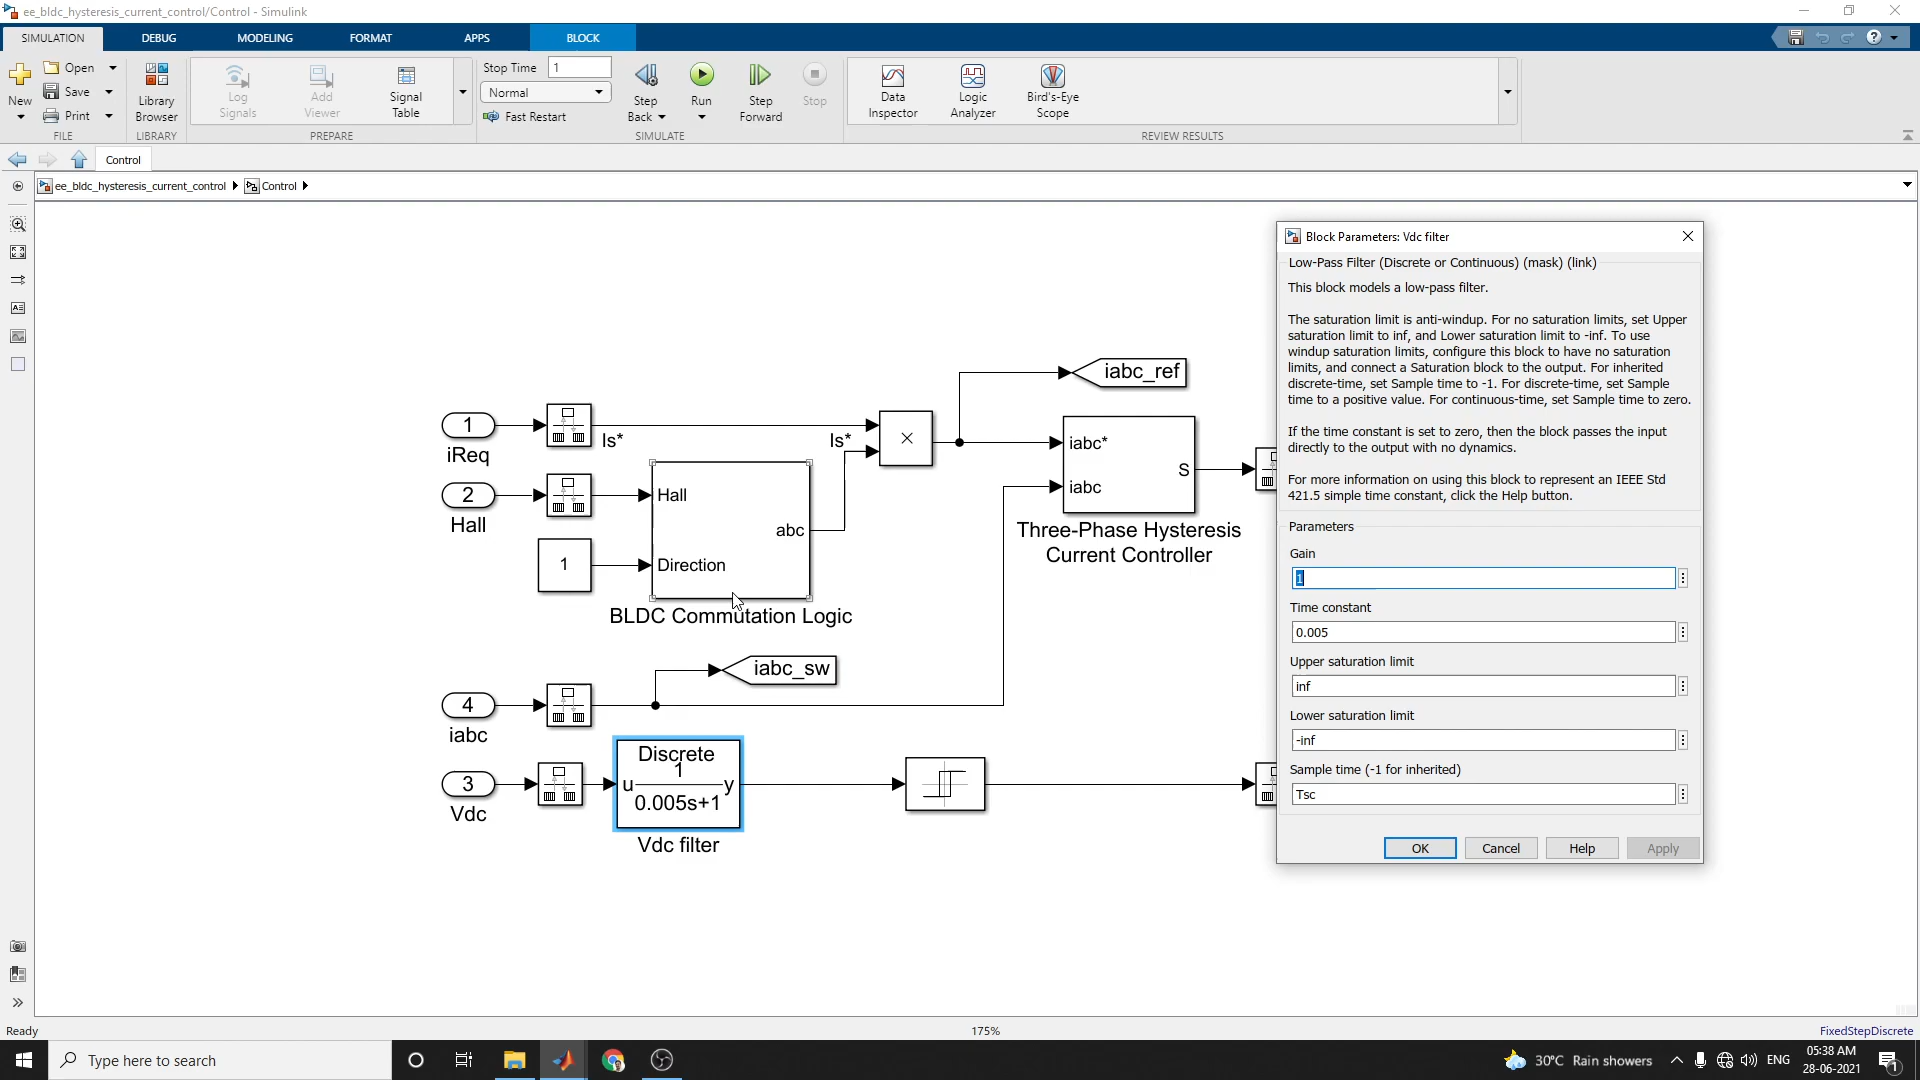 ee_bldc_hysteresis_current_control/Control - Simulink
SIMULATION DEBUG MODELING FORMAT APPS BLOCK
New
Open
Save
Print
FILE
Library Browser
LIBRARY
Log Signals
Add Viewer
Signal Table
PREPARE
Stop Time 1
Normal
Fast Restart
Step Back
Run
Step Forward
Stop
SIMULATE
Data Inspector
Logic Analyzer
Bird's-Eye Scope
REVIEW RESULTS
Control
ee_bldc_hysteresis_current_control Control
iabc_ref
1
iReq
Is*
Is*
×
2
Hall
1
Hall
Direction
abc
BLDC Commutation Logic
iabc*
iabc
S
Three-Phase Hysteresis
Current Controller
iabc_sw
4
iabc
3
Vdc
Discrete
1
u y
0.005s+1
Vdc filter
Block Parameters: Vdc filter
Low-Pass Filter (Discrete or Continuous) (mask) (link)
This block models a low-pass filter.
The saturation limit is anti-windup. For no saturation limits, set Upper
saturation limit to inf, and Lower saturation limit to -inf. To use
windup saturation limits, configure this block to have no saturation
limits, and connect a Saturation block to the output. For inherited
discrete-time, set Sample time to -1. For discrete-time, set Sample
time to a positive value. For continuous-time, set Sample time to zero.
If the time constant is set to zero, then the block passes the input
directly to the output with no dynamics.
For more information on using this block to represent an IEEE Std
421.5 simple time constant, click the Help button.
Parameters
Gain
1
Time constant
0.005
Upper saturation limit
inf
Lower saturation limit
-inf
Sample time (-1 for inherited)
Tsc
OK Cancel Help Apply
Ready 175% FixedStepDiscrete
Type here to search
30°C Rain showers
ENG
05:38 AM
28-06-2021
1